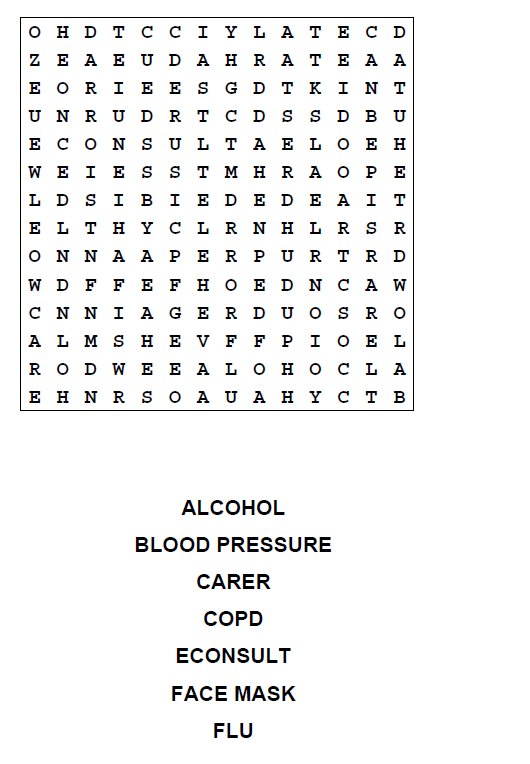 O H D T C C I Y L A T E C D
Z E A E U D A H R A T E A A
E O R I E E S G D T K I N T
U N R U D R T C D S S D B U
E C O N S U L T A E L O E H
W E I E S S T M H R A O P E
L D S I B I E D E D E A I T
E L T H Y C L R N H L R S R
O N N A A P E R P U R T R D
W D F F E F H O E D N C A W
C N N I A G E R D U O S R O
A L M S H E V F F P I O E L
R O D W E E A L O H O C L A
E H N R S O A U A H Y C T B
ALCOHOL
BLOOD PRESSURE
CARER
COPD
ECONSULT
FACE MASK
FLU